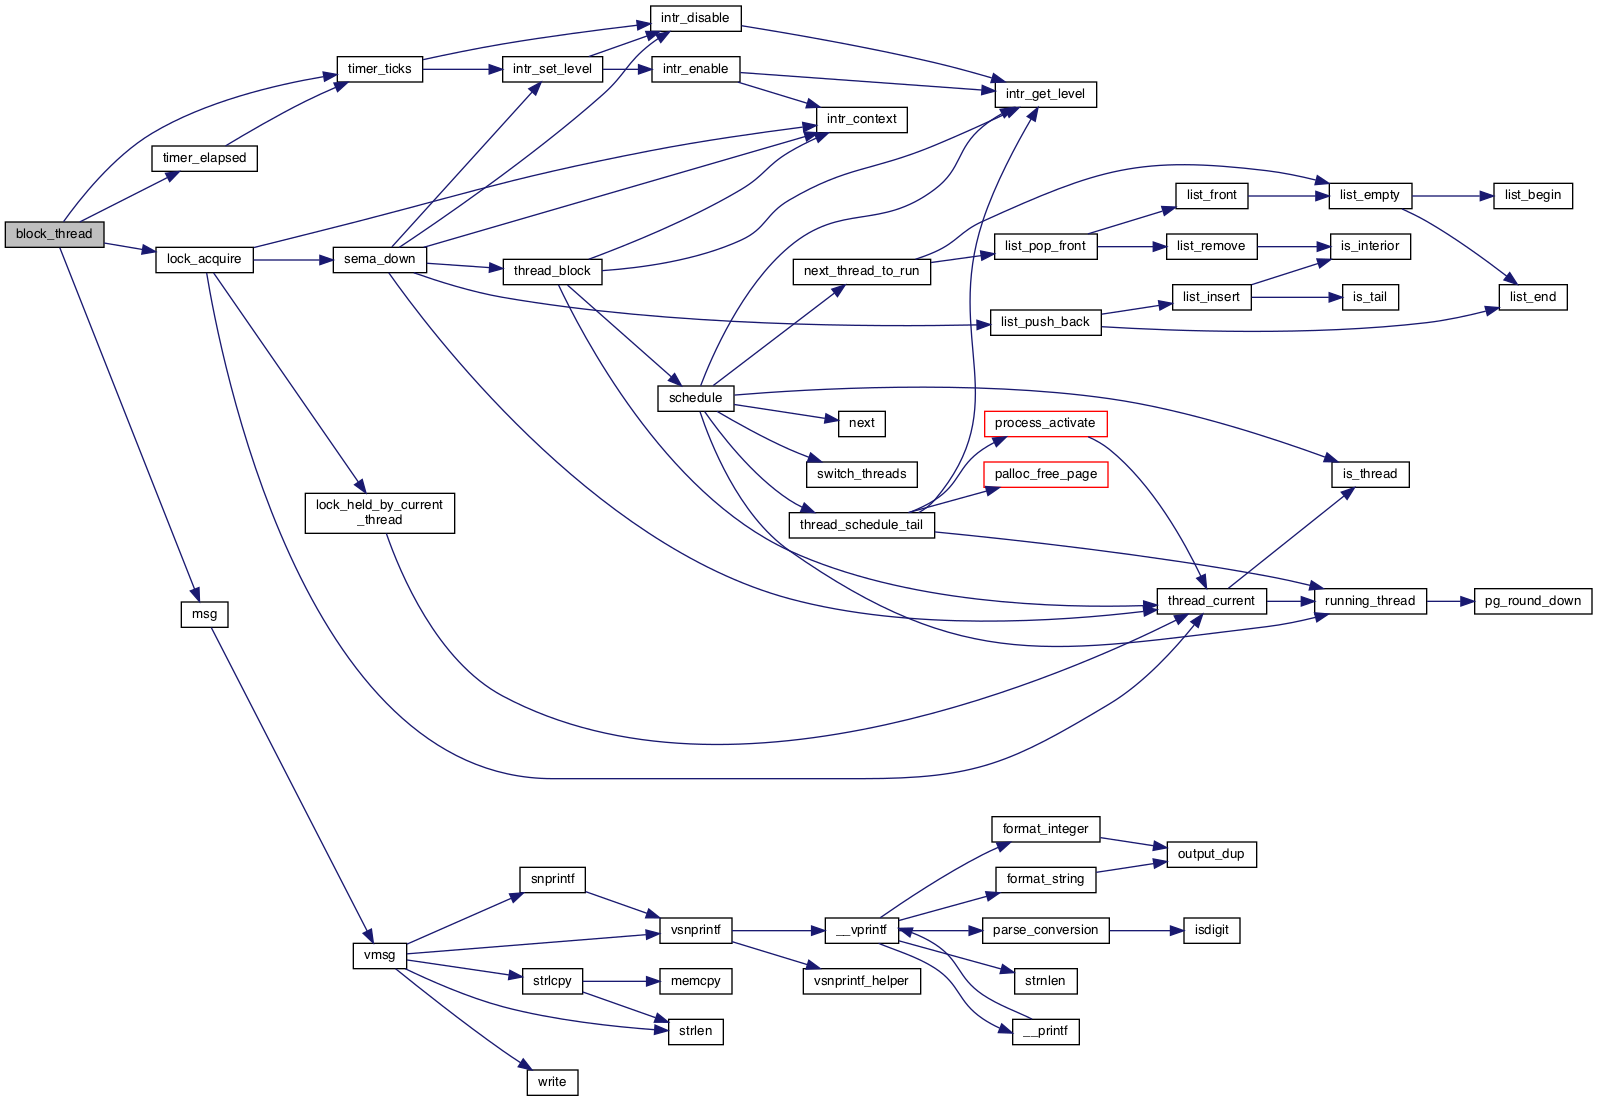 intr_disable
timer_ticks
intr_set_level
intr_enable
intr_get_level
intr_context
timer_elapsed
list_front
list_empty
list_begin
block_thread
lock_acquire
sema_down
thread_block
next_thread_to_run
list_pop_front
list_remove
is_interior
list_insert
is_tail
list_end
list_push_back
schedule
next
process_activate
switch_threads
palloc_free_page
is_thread
lock_held_by_current
_thread
thread_schedule_tail
msg
thread_current
running_thread
pg_round_down
format_integer
output_dup
snprintf
format_string
vsnprintf
__vprintf
parse_conversion
isdigit
vmsg
strlcpy
memcpy
vsnprintf_helper
strnlen
strlen
__printf
write